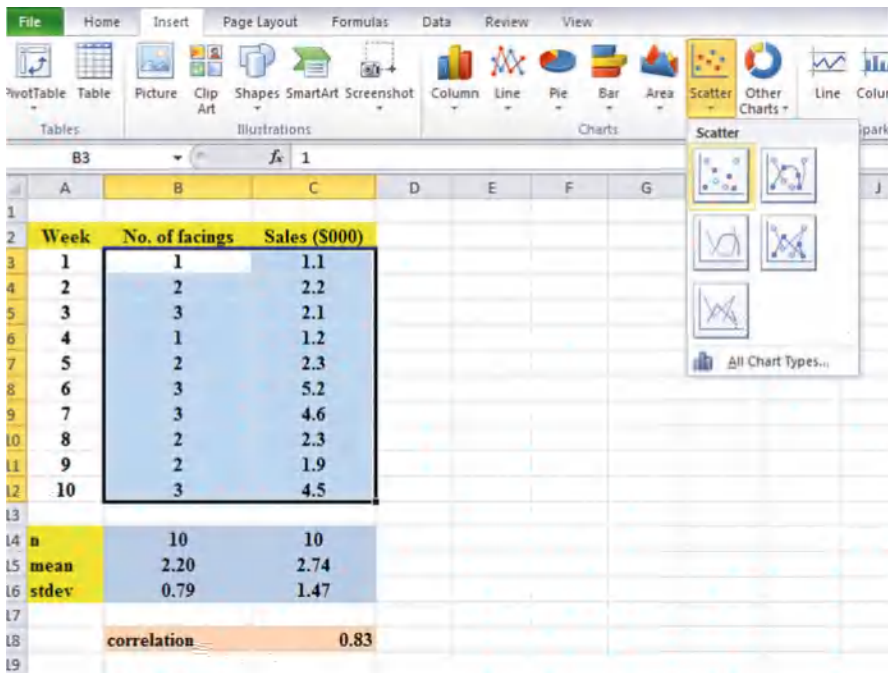 File Home Insert Page Layout Formulas Data Review View
PivotTable Table Picture Clip Art Shapes SmartArt Screenshot Column Line Pie Bar Area Scatter Other Charts Line
Tables Illustrations Charts
Scatter
B3 fx 1
A B C D E F G J
1
2 Week No. of facings Sales ($000)
3 1 1 1.1
4 2 2 2.2
5 3 3 2.1
6 4 1 1.2
7 5 2 2.3
8 6 3 5.2
9 7 3 4.6
10 8 2 2.3
11 9 2 1.9
12 10 3 4.5
13
14 n 10 10
15 mean 2.20 2.74
16 stdev 0.79 1.47
17
18 correlation 0.83
19
All Chart Types...